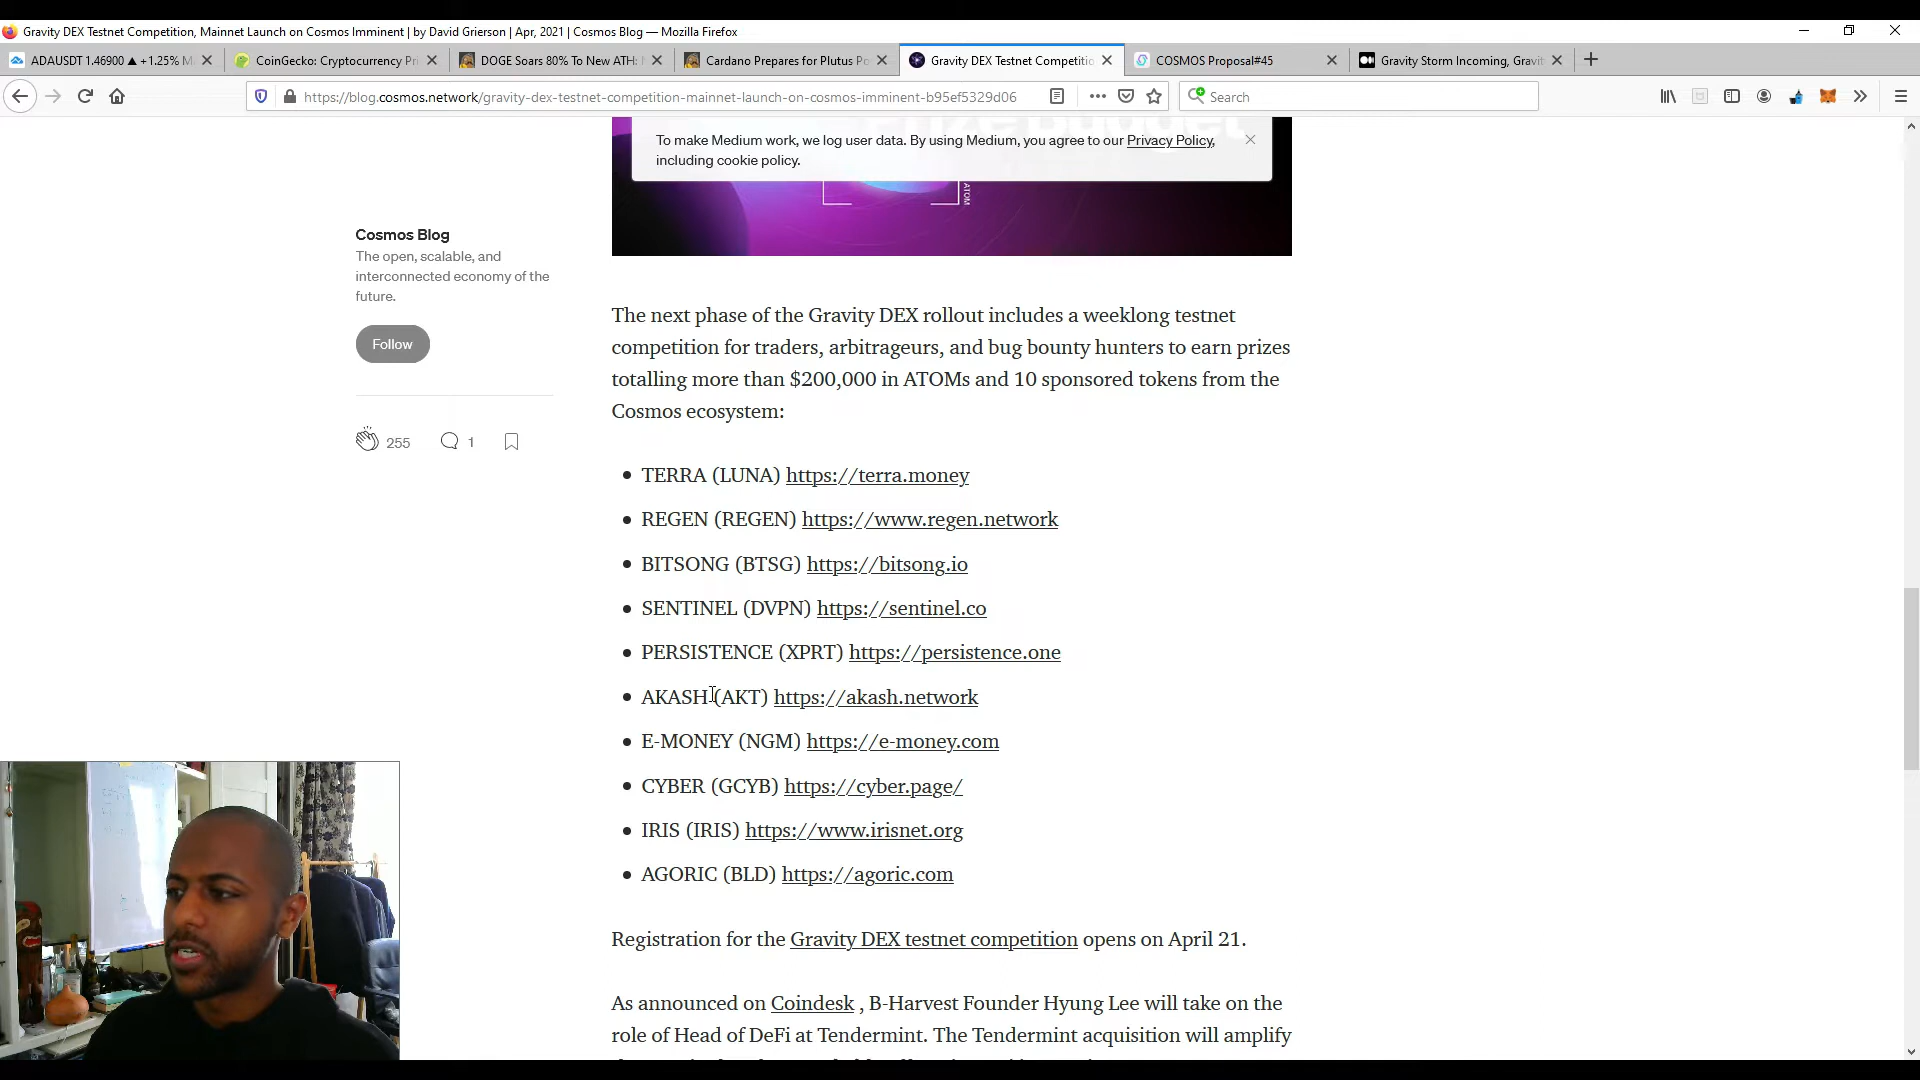 Gravity DEX Testnet Competition, Mainnet Launch on Cosmos Imminent | by David Grierson | Apr, 2021 | Cosmos Blog — Mozilla Firefox
ADAUSDT 1.46900 ▲ +1.25% M
CoinGecko: Cryptocurrency Pri
DOGE Soars 80% To New ATH:
Cardano Prepares for Plutus Po
Gravity DEX Testnet Competitio
COSMOS Proposal#45
Gravity Storm Incoming, Gravit
https://blog.cosmos.network/gravity-dex-testnet-competition-mainnet-launch-on-cosmos-imminent-b95ef5329d06
Search
To make Medium work, we log user data. By using Medium, you agree to our Privacy Policy,
including cookie policy.
ATOM
Cosmos Blog
The open, scalable, and
interconnected economy of the
future.
Follow
255
1
The next phase of the Gravity DEX rollout includes a weeklong testnet
competition for traders, arbitrageurs, and bug bounty hunters to earn prizes
totalling more than $200,000 in ATOMs and 10 sponsored tokens from the
Cosmos ecosystem:
• TERRA (LUNA) https://terra.money
• REGEN (REGEN) https://www.regen.network
• BITSONG (BTSG) https://bitsong.io
• SENTINEL (DVPN) https://sentinel.co
• PERSISTENCE (XPRT) https://persistence.one
• AKASH (AKT) https://akash.network
• E-MONEY (NGM) https://e-money.com
• CYBER (GCYB) https://cyber.page/
• IRIS (IRIS) https://www.irisnet.org
• AGORIC (BLD) https://agoric.com
Registration for the Gravity DEX testnet competition opens on April 21.
As announced on Coindesk , B-Harvest Founder Hyung Lee will take on the
role of Head of DeFi at Tendermint. The Tendermint acquisition will amplify